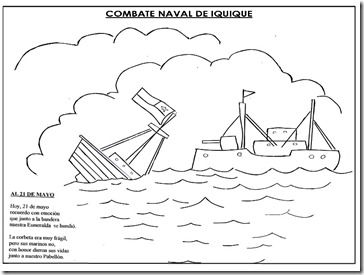 COMBATE NAVAL DE IQUIQUE
AL 21 DE MAYO
Hoy, 21 de mayo
recuerdo con emoción
que junto a la bandera
nuestra Esmeralda se hundió.
La corbeta era muy frágil,
pero sus marinos no,
con honor dieron sus vidas
junto a nuestro Pabellón.